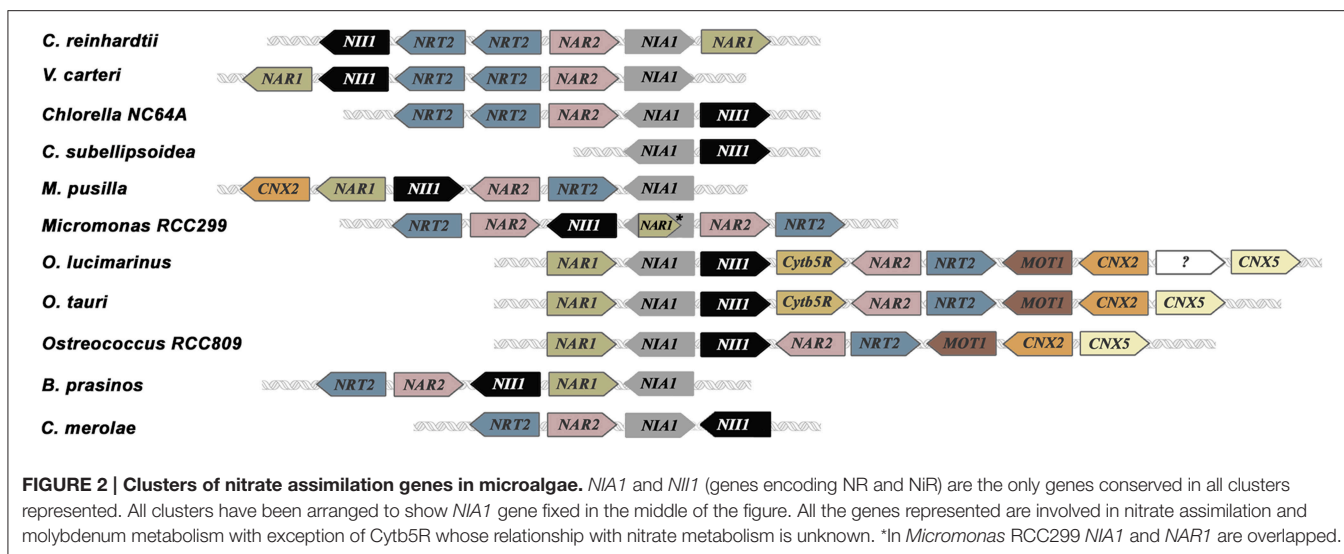 C. reinhardtii NII1 NRT2 NRT2 NAR2 NIA1 NAR1
V. carteri NAR1 NII1 NRT2 NRT2 NAR2 NIA1
Chlorella NC64A NRT2 NRT2 NAR2 NIA1 NII1
C. subellipsoidea NIA1 NII1
M. pusilla CNX2 NAR1 NII1 NAR2 NRT2 NIA1
Micromonas RCC299 NRT2 NAR2 NII1 NAR1* NAR2 NRT2
O. lucimarinus NAR1 NIA1 NII1 Cytb5R NAR2 NRT2 MOT1 CNX2 ? CNX5
O. tauri NAR1 NIA1 NII1 Cytb5R NAR2 NRT2 MOT1 CNX2 CNX5
Ostreococcus RCC809 NAR1 NIA1 NII1 NAR2 NRT2 MOT1 CNX2 CNX5
B. prasinos NRT2 NAR2 NII1 NAR1 NIA1
C. merolae NRT2 NAR2 NIA1 NII1
FIGURE 2 | Clusters of nitrate assimilation genes in microalgae. NIA1 and NII1 (genes encoding NR and NiR) are the only genes conserved in all clusters
represented. All clusters have been arranged to show NIA1 gene fixed in the middle of the figure. All the genes represented are involved in nitrate assimilation and
molybdenum metabolism with exception of Cytb5R whose relationship with nitrate metabolism is unknown. *In Micromonas RCC299 NIA1 and NAR1 are overlapped.